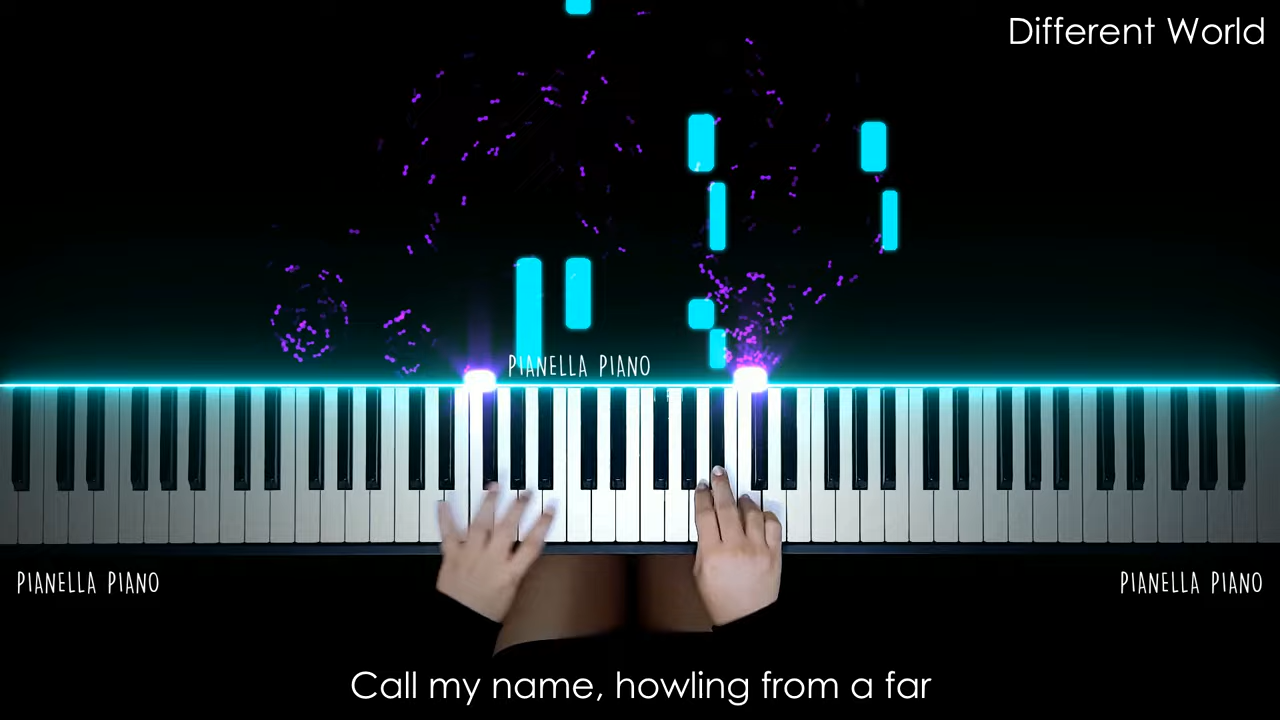 Different World
PIANELLA PIANO
PIANELLA PIANO
PIANELLA PIANO
Call my name, howling from a far